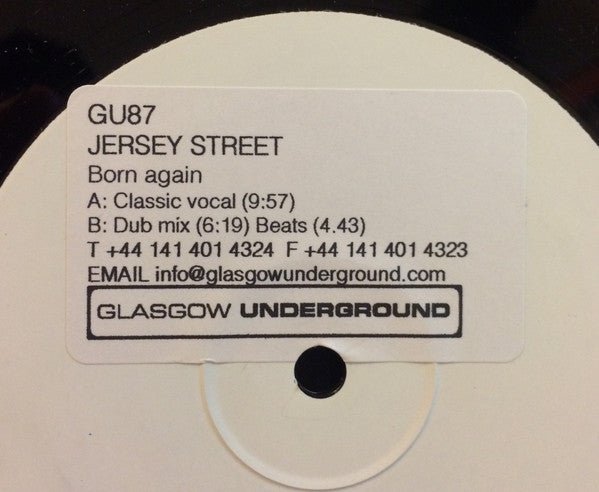 GU87
JERSEY STREET
Born again
A: Classic vocal (9:57)
B: Dub mix (6:19) Beats (4.43)
T +44 141 401 4324 F +44 141 401 4323
EMAIL info@glasgowunderground.com
GLASGOW UNDERGROUND